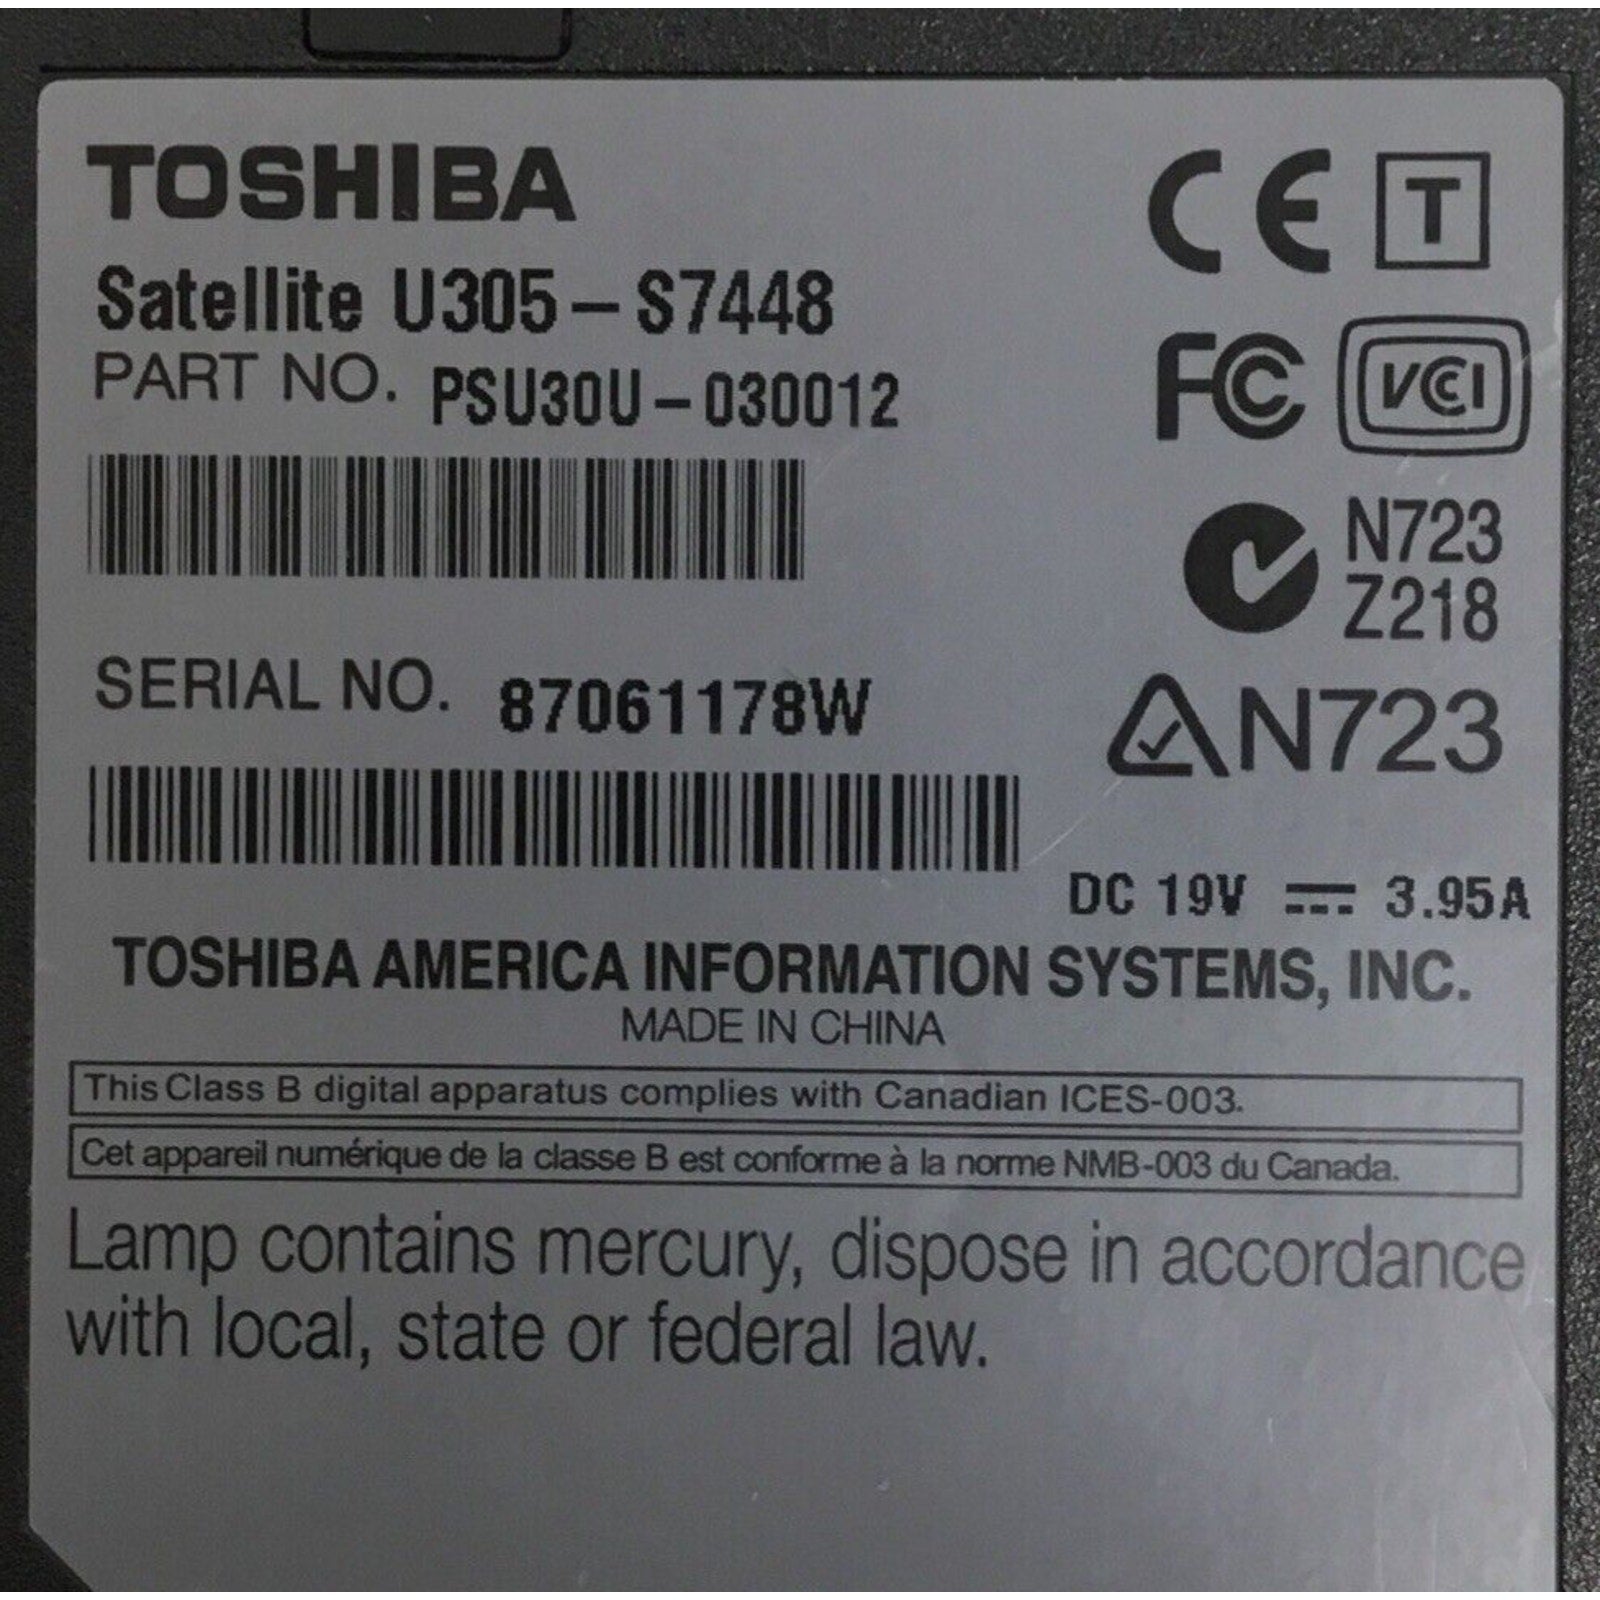 TOSHIBA
Satellite U305-S7448
PART NO. PSU30U-030012
SERIAL NO. 87061178W
CE T
FC VCCI
N723
Z218
N723
DC 19V 3.95A
TOSHIBA AMERICA INFORMATION SYSTEMS, INC.
MADE IN CHINA
This Class B digital apparatus complies with Canadian ICES-003.
Cet appareil numérique de la classe B est conforme à la norme NMB-003 du Canada.
Lamp contains mercury, dispose in accordance
with local, state or federal law.